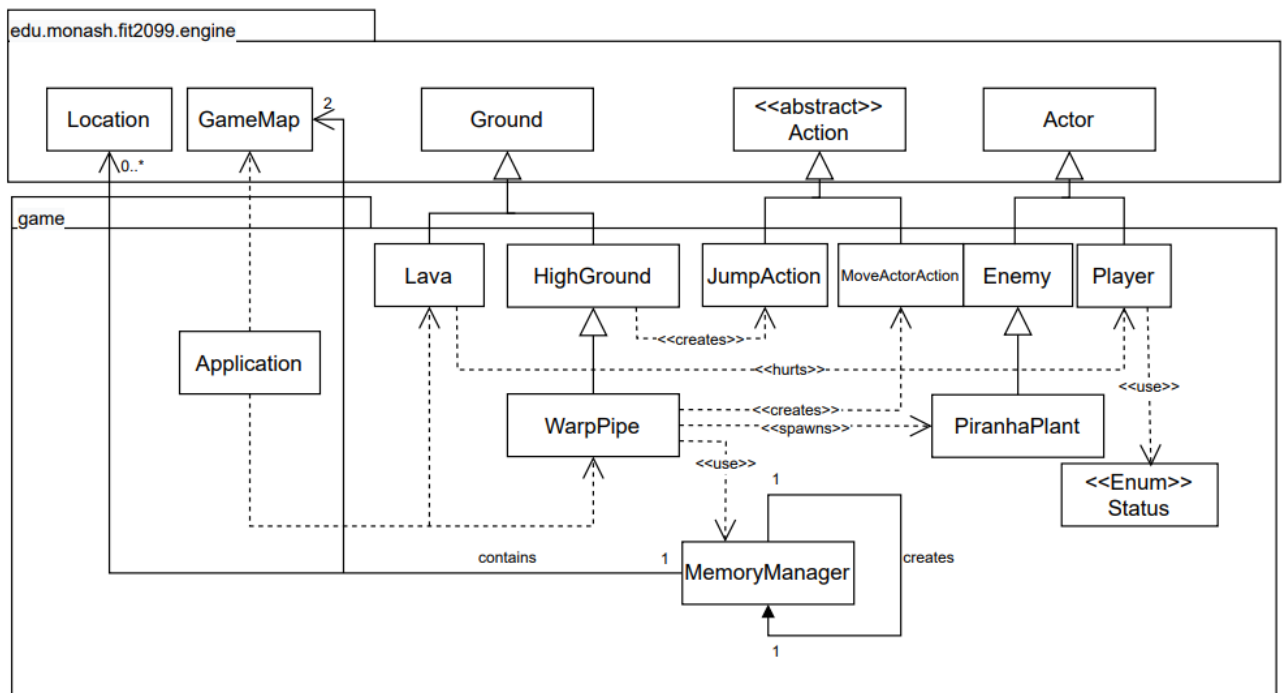 edu.monash.fit2099.engine
Location
GameMap
2
Ground
<<abstract>>
Action
Actor
0..*
game
Lava
HighGround
JumpAction
MoveActorAction
Enemy
Player
<<creates>>
Application
<<hurts>>
<<use>>
WarpPipe
<<creates>>
<<spawns>>
PiranhaPlant
<<use>>
<<Enum>>
Status
1
contains
1
MemoryManager
creates
1